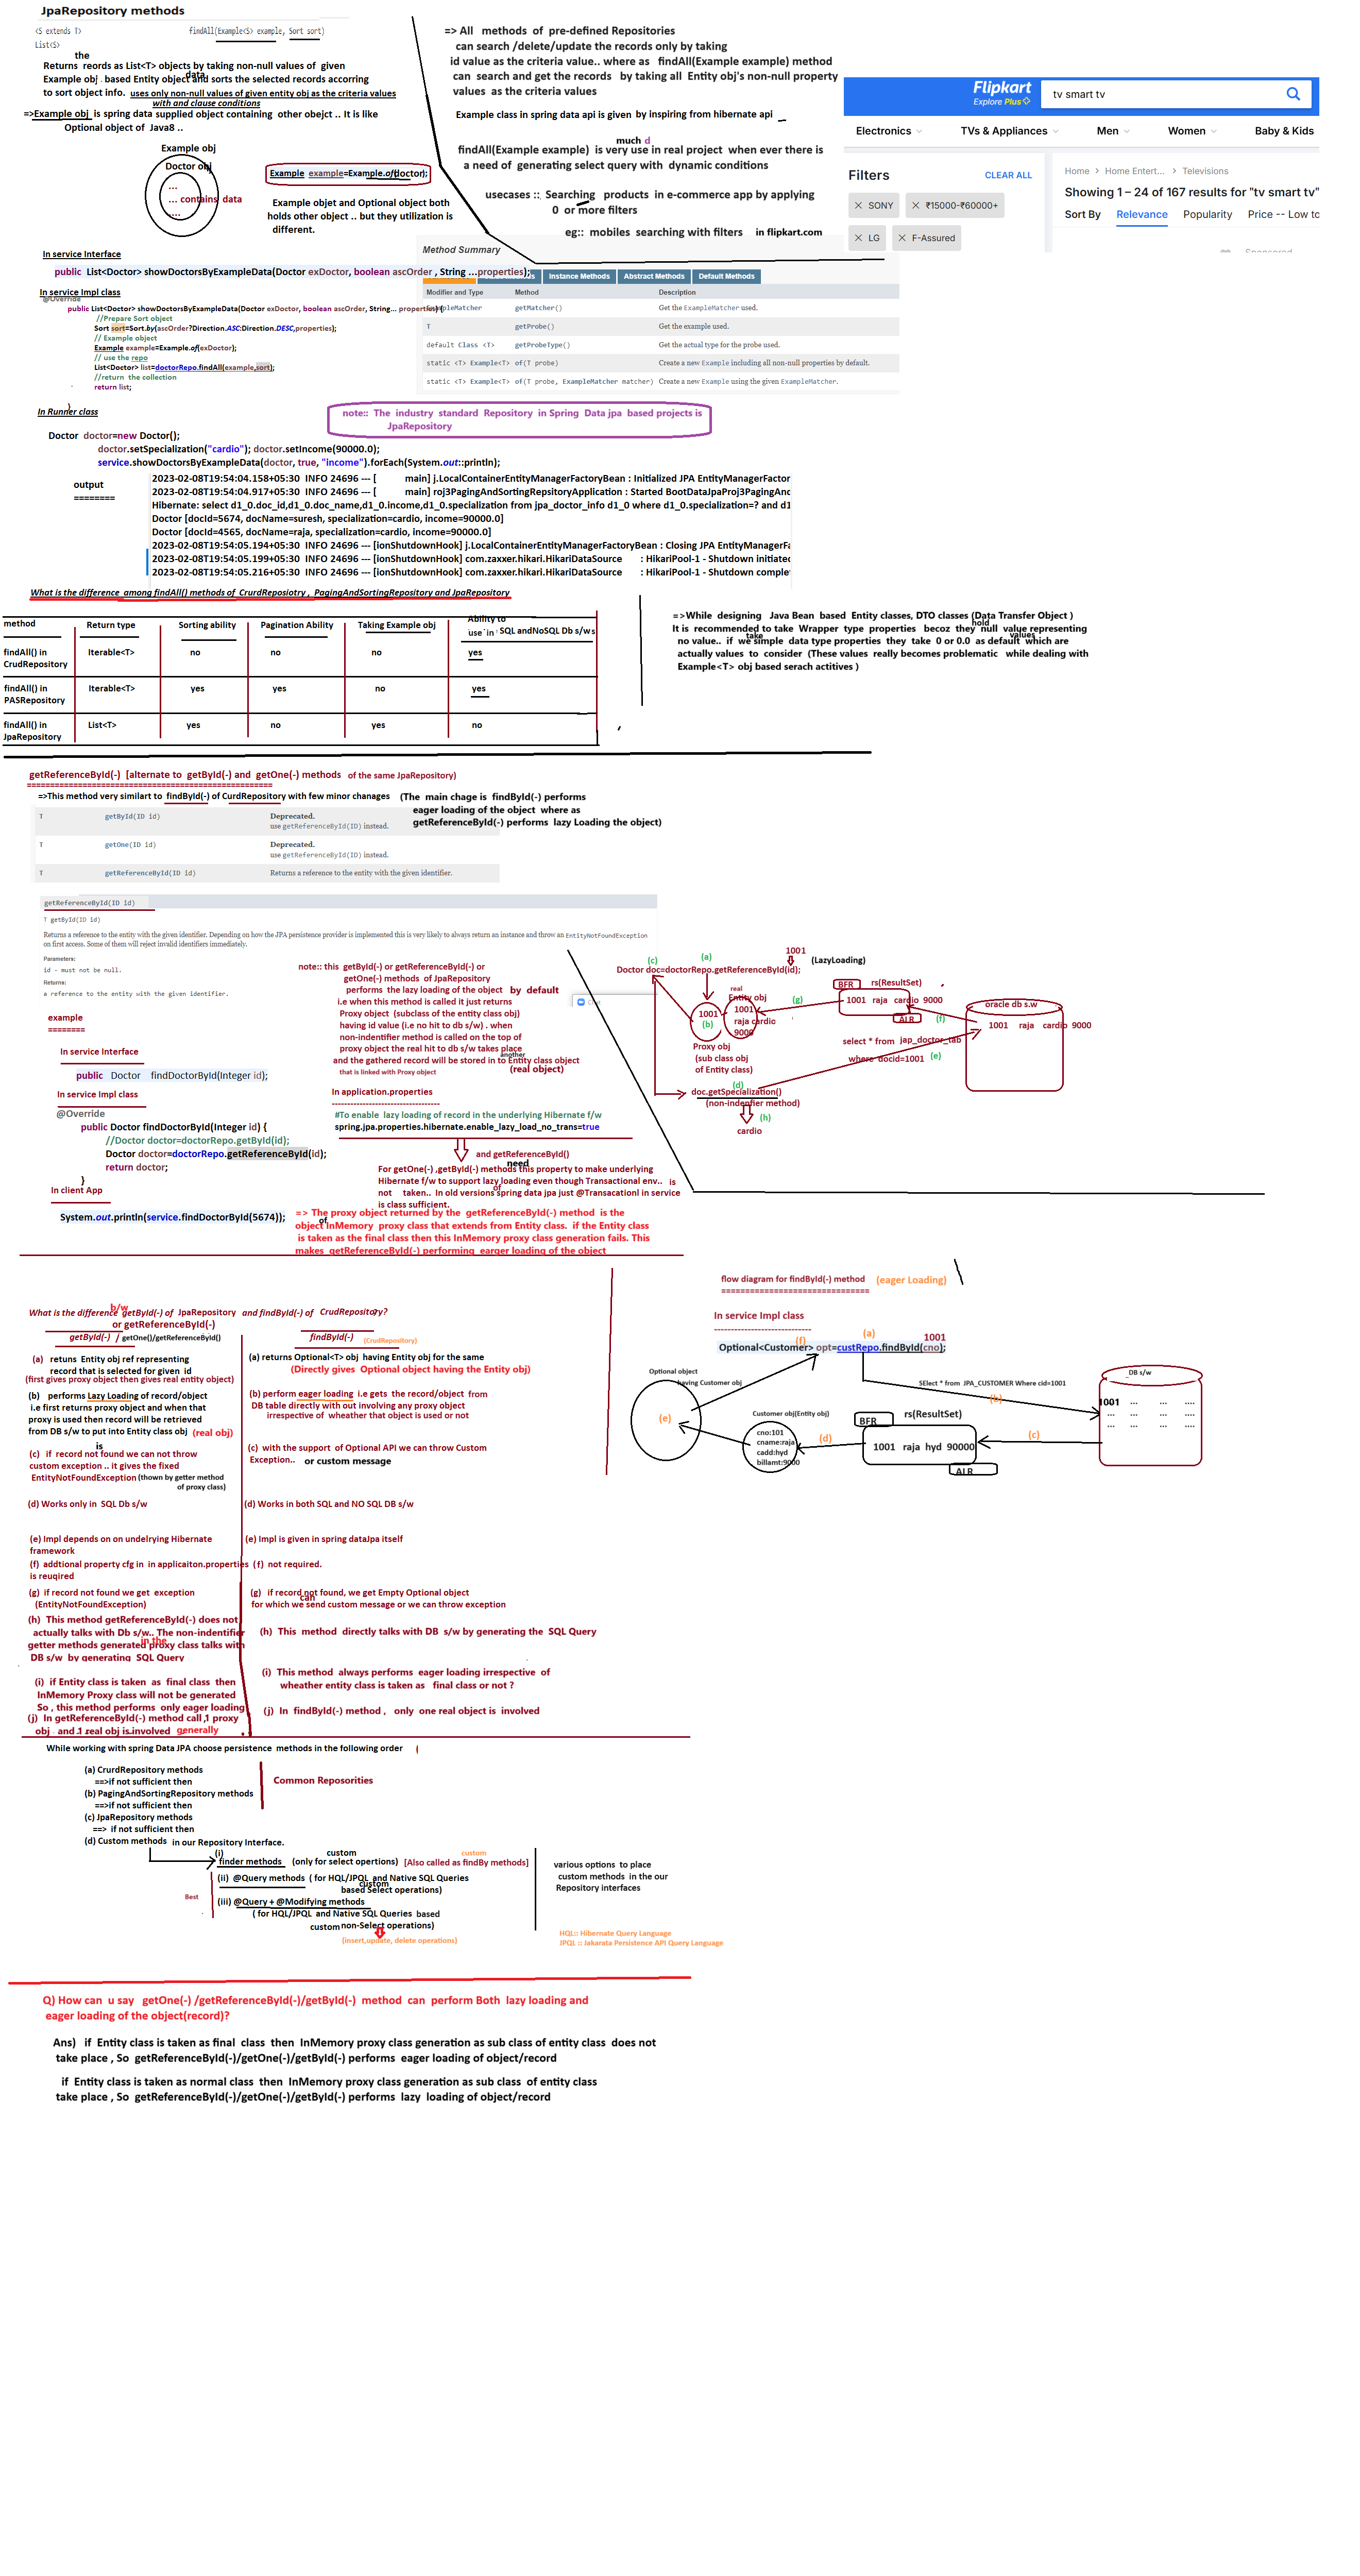 JpaRepository methods
<S extends T> findAll(Example<S> example, Sort sort)
List<S>
the
Returns records as List<T> objects by taking non-null values of given
Example obj data based Entity object and sorts the selected records accorring
to sort object info. uses only non-null values of given entity obj as the criteria values
with and clause conditions
=>Example obj is spring data supplied object containing other obejct .. It is like
Optional object of Java8 ..
Example obj
Doctor obj
...
... contains data
....
Example example=Example.of(doctor);
Example objet and Optional object both
holds other object .. but they utilization is
different.
=> All methods of pre-defined Repositories
can search /delete/update the records only by taking
id value as the criteria value.. where as findAll(Example example) method
can search and get the records by taking all Entity obj's non-null property
values as the criteria values
Example class in spring data api is given by inspiring from hibernate api
much d
findAll(Example example) is very use in real project when ever there is
a need of generating select query with dynamic conditions
usecases :: Searching products in e-commerce app by applying
0 or more filters
eg:: mobiles searching with filters in flipkart.com
Flipkart
Explore Plus
tv smart tv
Electronics TVs & Appliances Men Women Baby & Kids
Filters CLEAR ALL
✕ SONY ✕ ₹15000-₹60000+
✕ LG ✕ F-Assured
Home > Home Entert... > Televisions
Showing 1 – 24 of 167 results for "tv smart tv"
Sort By Relevance Popularity Price -- Low to
In service Interface
public List<Doctor> showDoctorsByExampleData(Doctor exDoctor, boolean ascOrder , String ...properties);
In service Impl class
@Override
public List<Doctor> showDoctorsByExampleData(Doctor exDoctor, boolean ascOrder, String... properties) {
//Prepare Sort object
Sort sort=Sort.by(ascOrder?Direction.ASC:Direction.DESC,properties);
// Example object
Example example=Example.of(exDoctor);
// use the repo
List<Doctor> list=doctorRepo.findAll(example,sort);
//return the collection
return list;
}
Method Summary
Instance Methods Abstract Methods Default Methods
Modifier and Type Method Description
ExampleMatcher getMatcher() Get the ExampleMatcher used.
T getProbe() Get the example used.
default Class <T> getProbeType() Get the actual type for the probe used.
static <T> Example<T> of(T probe) Create a new Example including all non-null properties by default.
static <T> Example<T> of(T probe, ExampleMatcher matcher) Create a new Example using the given ExampleMatcher.
In Runner class
note:: The industry standard Repository in Spring Data jpa based projects is
JpaRepository
Doctor doctor=new Doctor();
doctor.setSpecialization("cardio"); doctor.setIncome(90000.0);
service.showDoctorsByExampleData(doctor, true, "income").forEach(System.out::println);
output
========
2023-02-08T19:54:04.158+05:30 INFO 24696 --- [ main] j.LocalContainerEntityManagerFactoryBean : Initialized JPA EntityManagerFactor
2023-02-08T19:54:04.917+05:30 INFO 24696 --- [ main] roj3PagingAndSortingRepsitoryApplication : Started BootDataJpaProj3PagingAnd
Hibernate: select d1_0.doc_id,d1_0.doc_name,d1_0.income,d1_0.specialization from jpa_doctor_info d1_0 where d1_0.specialization=? and d1
Doctor [docId=5674, docName=suresh, specialization=cardio, income=90000.0]
Doctor [docId=4565, docName=raja, specialization=cardio, income=90000.0]
2023-02-08T19:54:05.194+05:30 INFO 24696 --- [ionShutdownHook] j.LocalContainerEntityManagerFactoryBean : Closing JPA EntityManagerFa
2023-02-08T19:54:05.199+05:30 INFO 24696 --- [ionShutdownHook] com.zaxxer.hikari.HikariDataSource : HikariPool-1 - Shutdown initiated
2023-02-08T19:54:05.216+05:30 INFO 24696 --- [ionShutdownHook] com.zaxxer.hikari.HikariDataSource : HikariPool-1 - Shutdown complet
What is the difference among findAll() methods of CrurdReposiotry , PagingAndSortingRepository and JpaRepository
method Return type Sorting ability Pagination Ability Taking Example obj Ability to use in SQL andNoSQL Db s/w s
findAll() in CrudRepository Iterable<T> no no no yes
findAll() in PASRepository Iterable<T> yes yes no yes
findAll() in JpaRepository List<T> yes no yes no
=>While designing Java Bean based Entity classes, DTO classes (Data Transfer Object )
It is recommended to take Wrapper type properties becoz they hold null value representing
no value.. if we take simple data type properties they take 0 or 0.0 as default values which are
actually values to consider (These values really becomes problematic while dealing with
Example<T> obj based serach actitives )
getReferenceById(-) [alternate to getById(-) and getOne(-) methods of the same JpaRepository)
=>This method very similart to findById(-) of CurdRepository with few minor chanages (The main chage is findById(-) performs
eager loading of the object where as
getReferenceById(-) performs lazy Loading the object)
T getById(ID id) Deprecated.
use getReferenceById(ID) instead.
T getOne(ID id) Deprecated.
use getReferenceById(ID) instead.
T getReferenceById(ID id) Returns a reference to the entity with the given identifier.
getReferenceById(ID id)
T getById(ID id)
Returns a reference to the entity with the given identifier. Depending on how the JPA persistence provider is implemented this is very likely to always return an instance and throw an EntityNotFoundException
on first access. Some of them will reject invalid identifiers immediately.
Parameters:
id - must not be null.
Returns:
a reference to the entity with the given identifier.
note:: this getById(-) or getReferenceById(-) or
getOne(-) methods of JpaRepository
performs the lazy loading of the object by default
i.e when this method is called it just returns
Proxy object (subclass of the entity class obj)
having id value (i.e no hit to db s/w) . when
non-indentifier method is called on the top of
proxy object the real hit to db s/w takes place
and the gathered record will be stored in to another Entity class object
that is linked with Proxy object (real object)
example
========
In service Interface
public Doctor findDoctorById(Integer id);
In service Impl class
@Override
public Doctor findDoctorById(Integer id) {
//Doctor doctor=doctorRepo.getById(id);
Doctor doctor=doctorRepo.getReferenceById(id);
return doctor;
}
In client App
System.out.println(service.findDoctorById(5674));
In application.properties
--------------------------------
#To enable lazy loading of record in the underlying Hibernate f/w
spring.jpa.properties.hibernate.enable_lazy_load_no_trans=true
and getReferenceById()
need
For getOne(-) ,getById(-) methods this property to make underlying
Hibernate f/w to support lazy loading even though Transactional env.. is
not taken.. In old versions of spring data jpa just @Transacationl in service
is class sufficient.
=> The proxy object returned by the getReferenceById(-) method is the
object of InMemory proxy class that extends from Entity class. if the Entity class
is taken as the final class then this InMemory proxy class generation fails. This
makes getReferenceById(-) performing earger loading of the object
1001
(c) (a)
Doctor doc=doctorRepo.getReferenceById(id); (LazyLoading)
real
Entity obj
1001
(b)
1001
raja cardio
9000
Proxy obj
(sub class obj
of Entity class)
(g)
BFR rs(ResultSet)
1001 raja cardio 9000
ALR (f)
oracle db s.w
1001 raja cardio 9000
select * from jap_doctor_tab
where docid=1001 (e)
(d)
doc.getSpecialization()
(non-indenfier method)
(h)
cardio
flow diagram for findById(-) method (eager Loading)
In service Impl class
(f) (a) 1001
Optional<Customer> opt=custRepo.findById(cno);
Optional object
having Customer obj
(e)
Customer obj(Entity obj)
cno:101
cname:raja
cadd:hyd
billamt:9000
(d)
SElect * from JPA_CUSTOMER Where cid=1001
(b)
BFR rs(ResultSet)
1001 raja hyd 90000
ALR
(c)
DB s/w
1001 ... ... ....
... ... ... ....
... ... ... ....
What is the difference b/w getById(-) of JpaRepository and findById(-) of CrudRepository?
or getReferenceById(-)
getById(-) / getOne()/getReferenceById()
findById(-) (CrudRepository)
(a) retuns Entity obj ref representing
record that is selected for given id
(first gives proxy object then gives real entity object)
(a) returns Optional<T> obj having Entity obj for the same
(Directly gives Optional object having the Entity obj)
(b) performs Lazy Loading of record/object
i.e first returns proxy object and when that
proxy is used then record will be retrieved
from DB s/w to put into Entity class obj (real obj)
(b) perform eager loading i.e gets the record/object from
DB table directly with out involving any proxy object
irrespective of wheather that object is used or not
(c) if record is not found we can not throw
custom exception .. it gives the fixed
EntityNotFoundException (thown by getter method
of proxy class)
(c) with the support of Optional API we can throw Custom
Exception.. or custom message
(d) Works only in SQL Db s/w
(d) Works in both SQL and NO SQL DB s/w
(e) Impl depends on on undelrying Hibernate
framework
(e) Impl is given in spring dataJpa itself
(f) addtional property cfg in in applicaiton.properties
is reuqired
(f) not required.
(g) if record not found we get exception
(EntityNotFoundException)
(g) if record not found, we get Empty Optional object
for which we can send custom message or we can throw exception
(h) This method getReferenceById(-) does not
actually talks with Db s/w.. The non-indentifier
getter methods generated in the proxy class talks with
DB s/w by generating SQL Query
(h) This method directly talks with DB s/w by generating the SQL Query
(i) if Entity class is taken as final class then
InMemory Proxy class will not be generated
So , this method performs only eager loading
(i) This method always performs eager loading irrespective of
wheather entity class is taken as final class or not ?
(j) In getReferenceById(-) method call ,1 proxy
obj and 1 real obj is involved generally
(j) In findById(-) method , only one real object is involved
While working with spring Data JPA choose persistence methods in the following order (
(a) CrurdRepository methods
==>if not sufficient then
(b) PagingAndSortingRepository methods
==>if not sufficient then
(c) JpaRepository methods
==> if not sufficient then
(d) Custom methods in our Repository Interface.
Common Reposorities
(i) custom custom
finder methods (only for select opertions) [Also called as findBy methods]
(ii) @Query methods ( for HQL/JPQL and Native SQL Queries
custom
based Select operations)
Best
(iii) @Query + @Modifying methods
( for HQL/JPQL and Native SQL Queries based
custom non-Select operations)
(insert,update, delete operations)
various options to place
custom methods in the our
Repository interfaces
HQL:: Hibernate Query Language
JPQL :: Jakarata Persistence API Query Language
Q) How can u say getOne(-) /getReferenceById(-)/getById(-) method can perform Both lazy loading and
eager loading of the object(record)?
Ans) if Entity class is taken as final class then InMemory proxy class generation as sub class of entity class does not
take place , So getReferenceById(-)/getOne(-)/getById(-) performs eager loading of object/record
if Entity class is taken as normal class then InMemory proxy class generation as sub class of entity class
take place , So getReferenceById(-)/getOne(-)/getById(-) performs lazy loading of object/record